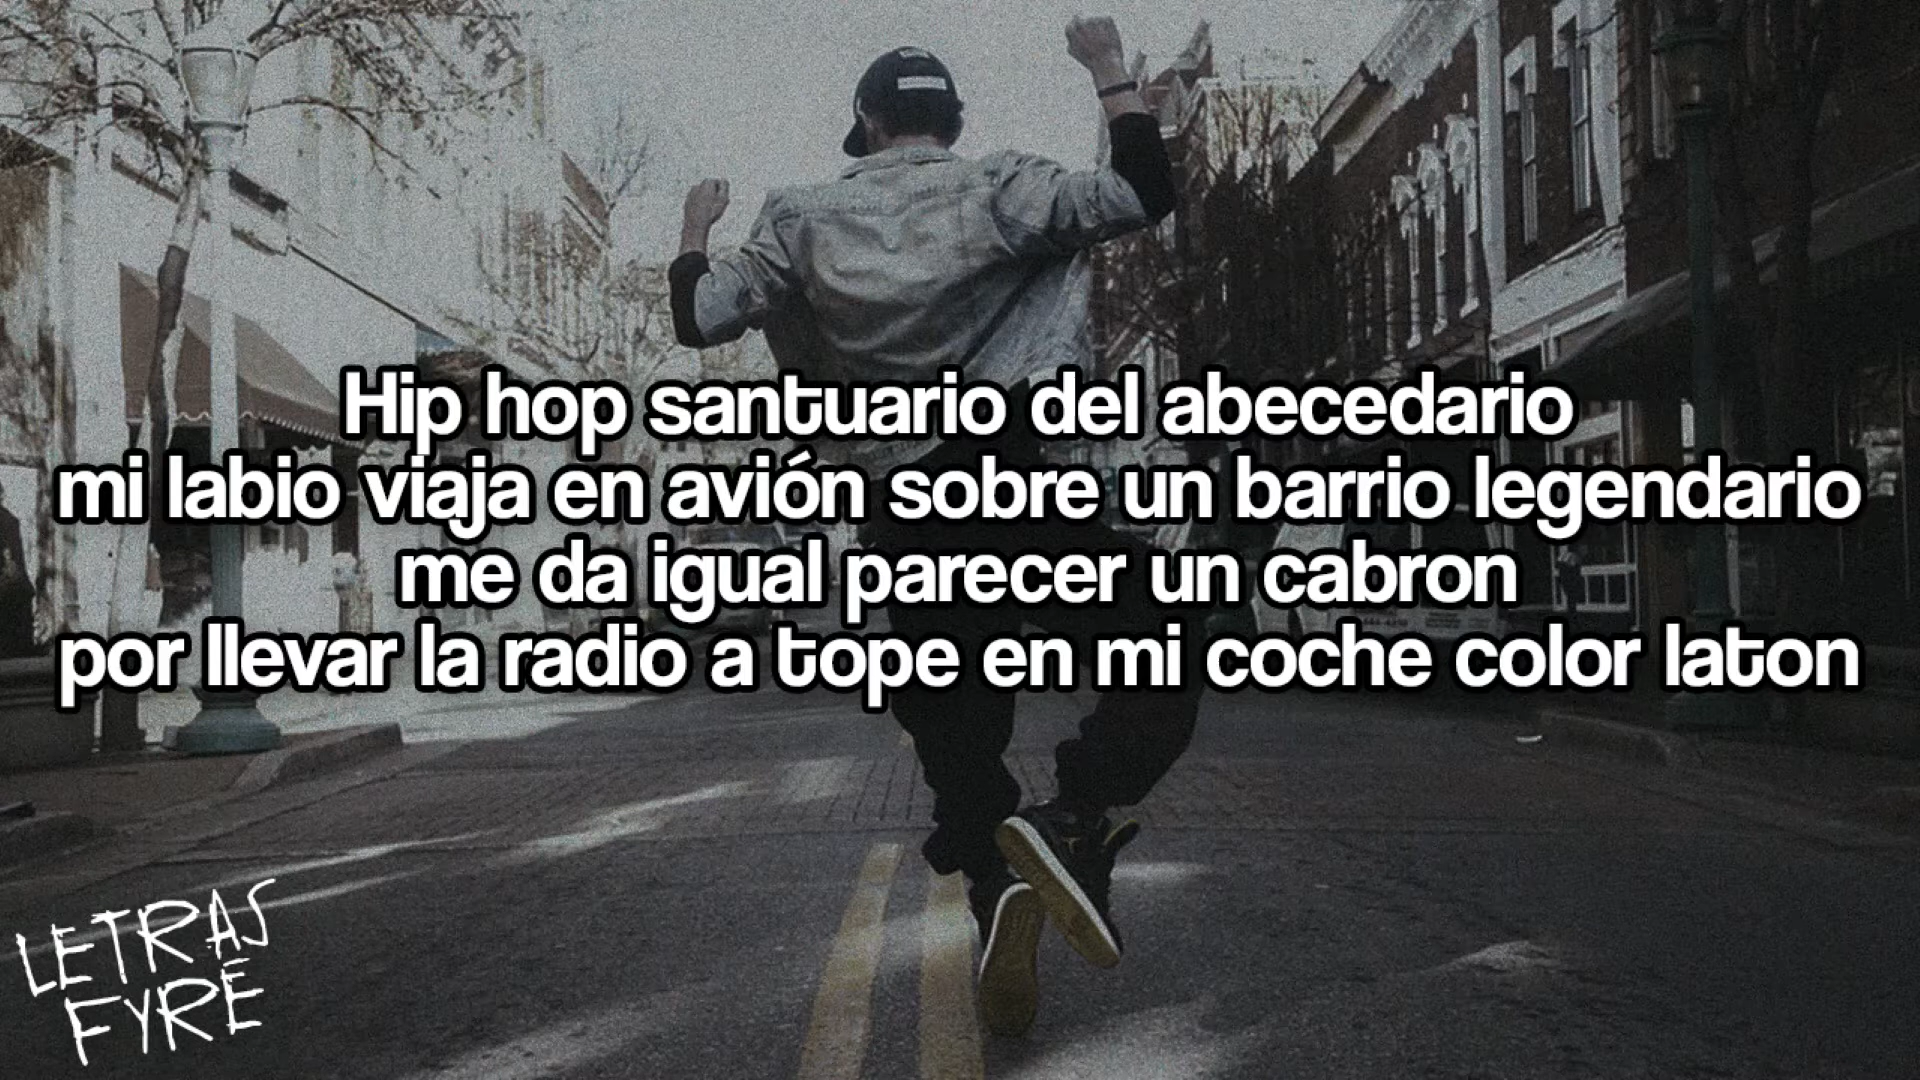 Hip hop santuario del abecedario
mi labio viaja en avión sobre un barrio legendario
me da igual parecer un cabron
por llevar la radio a tope en mi coche color laton
LETRAS
FYRE